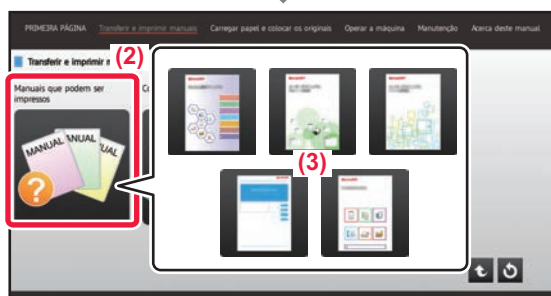 PRIMEIRA PÁGINA Transferir e imprimir manuais Carregar papel e colocar os originais Operar a máquina Manutenção Acerca deste manual
Transferir e imprimir (2)
Manuais que podem ser
impressos
MANUAL MANUAL
(3)